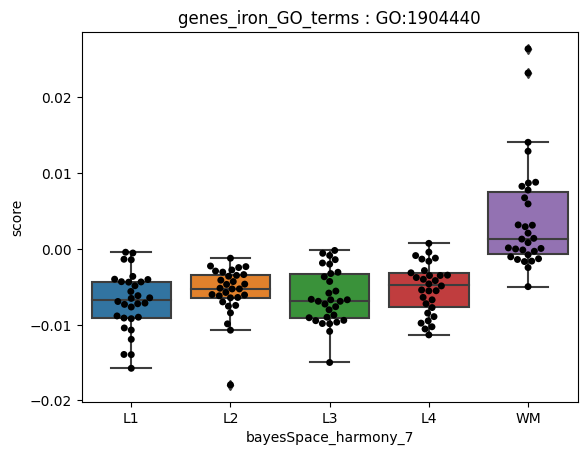 genes_iron_GO_terms : GO:1904440
0.02
0.01
0.00
−0.01
−0.02
score
L1 L2 L3 L4 WM
bayesSpace_harmony_7